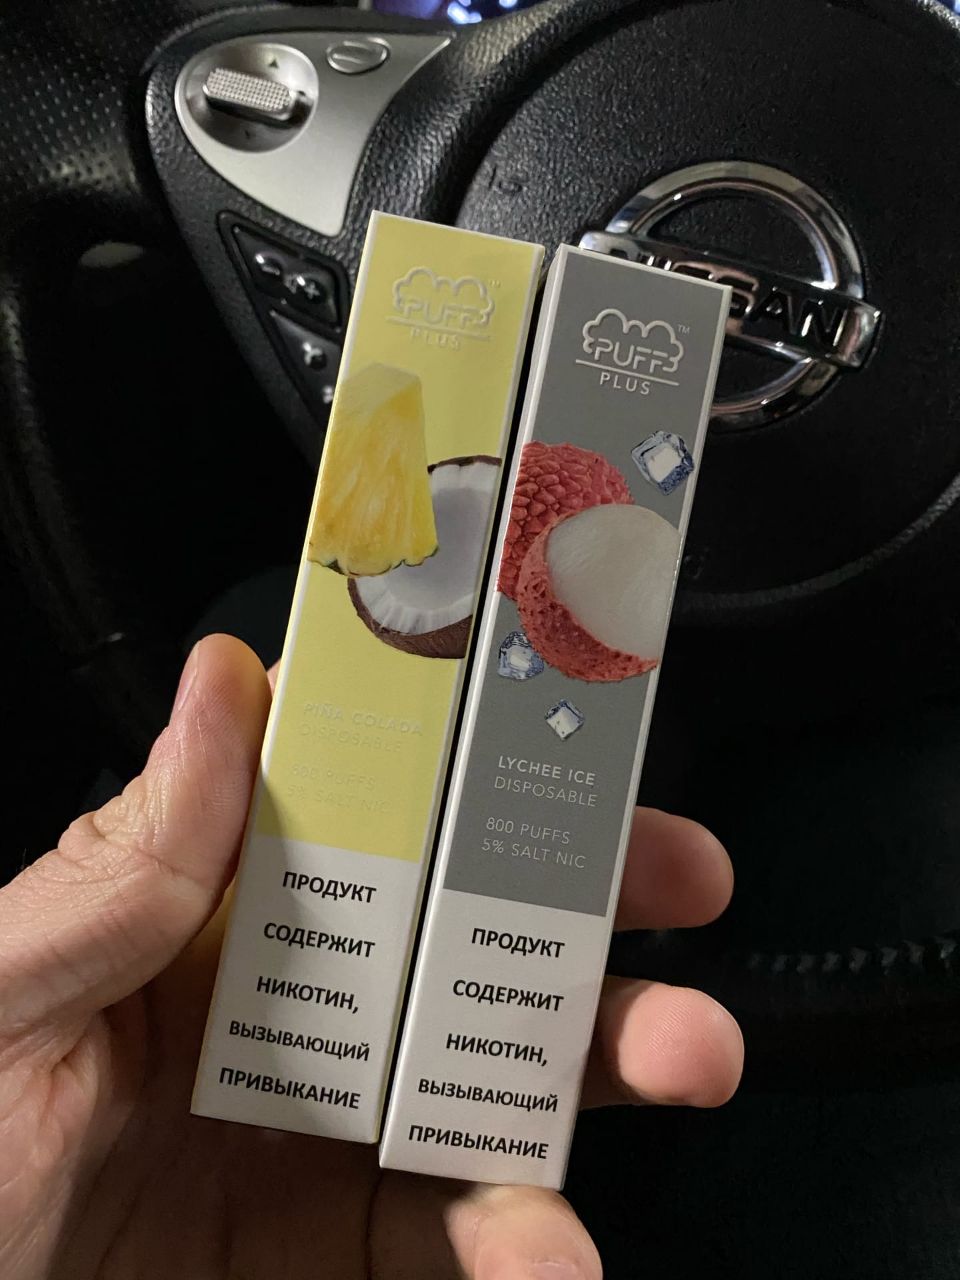 PUFF
PLUS
PIÑA COLADA
DISPOSABLE
800 PUFFS
5% SALT NIC
ПРОДУКТ
СОДЕРЖИТ
НИКОТИН,
ВЫЗЫВАЮЩИЙ
ПРИВЫКАНИЕ
PUFF™
PLUS
LYCHEE ICE
DISPOSABLE
800 PUFFS
5% SALT NIC
ПРОДУКТ
СОДЕРЖИТ
НИКОТИН,
ВЫЗЫВАЮЩИЙ
ПРИВЫКАНИЕ
NISSAN